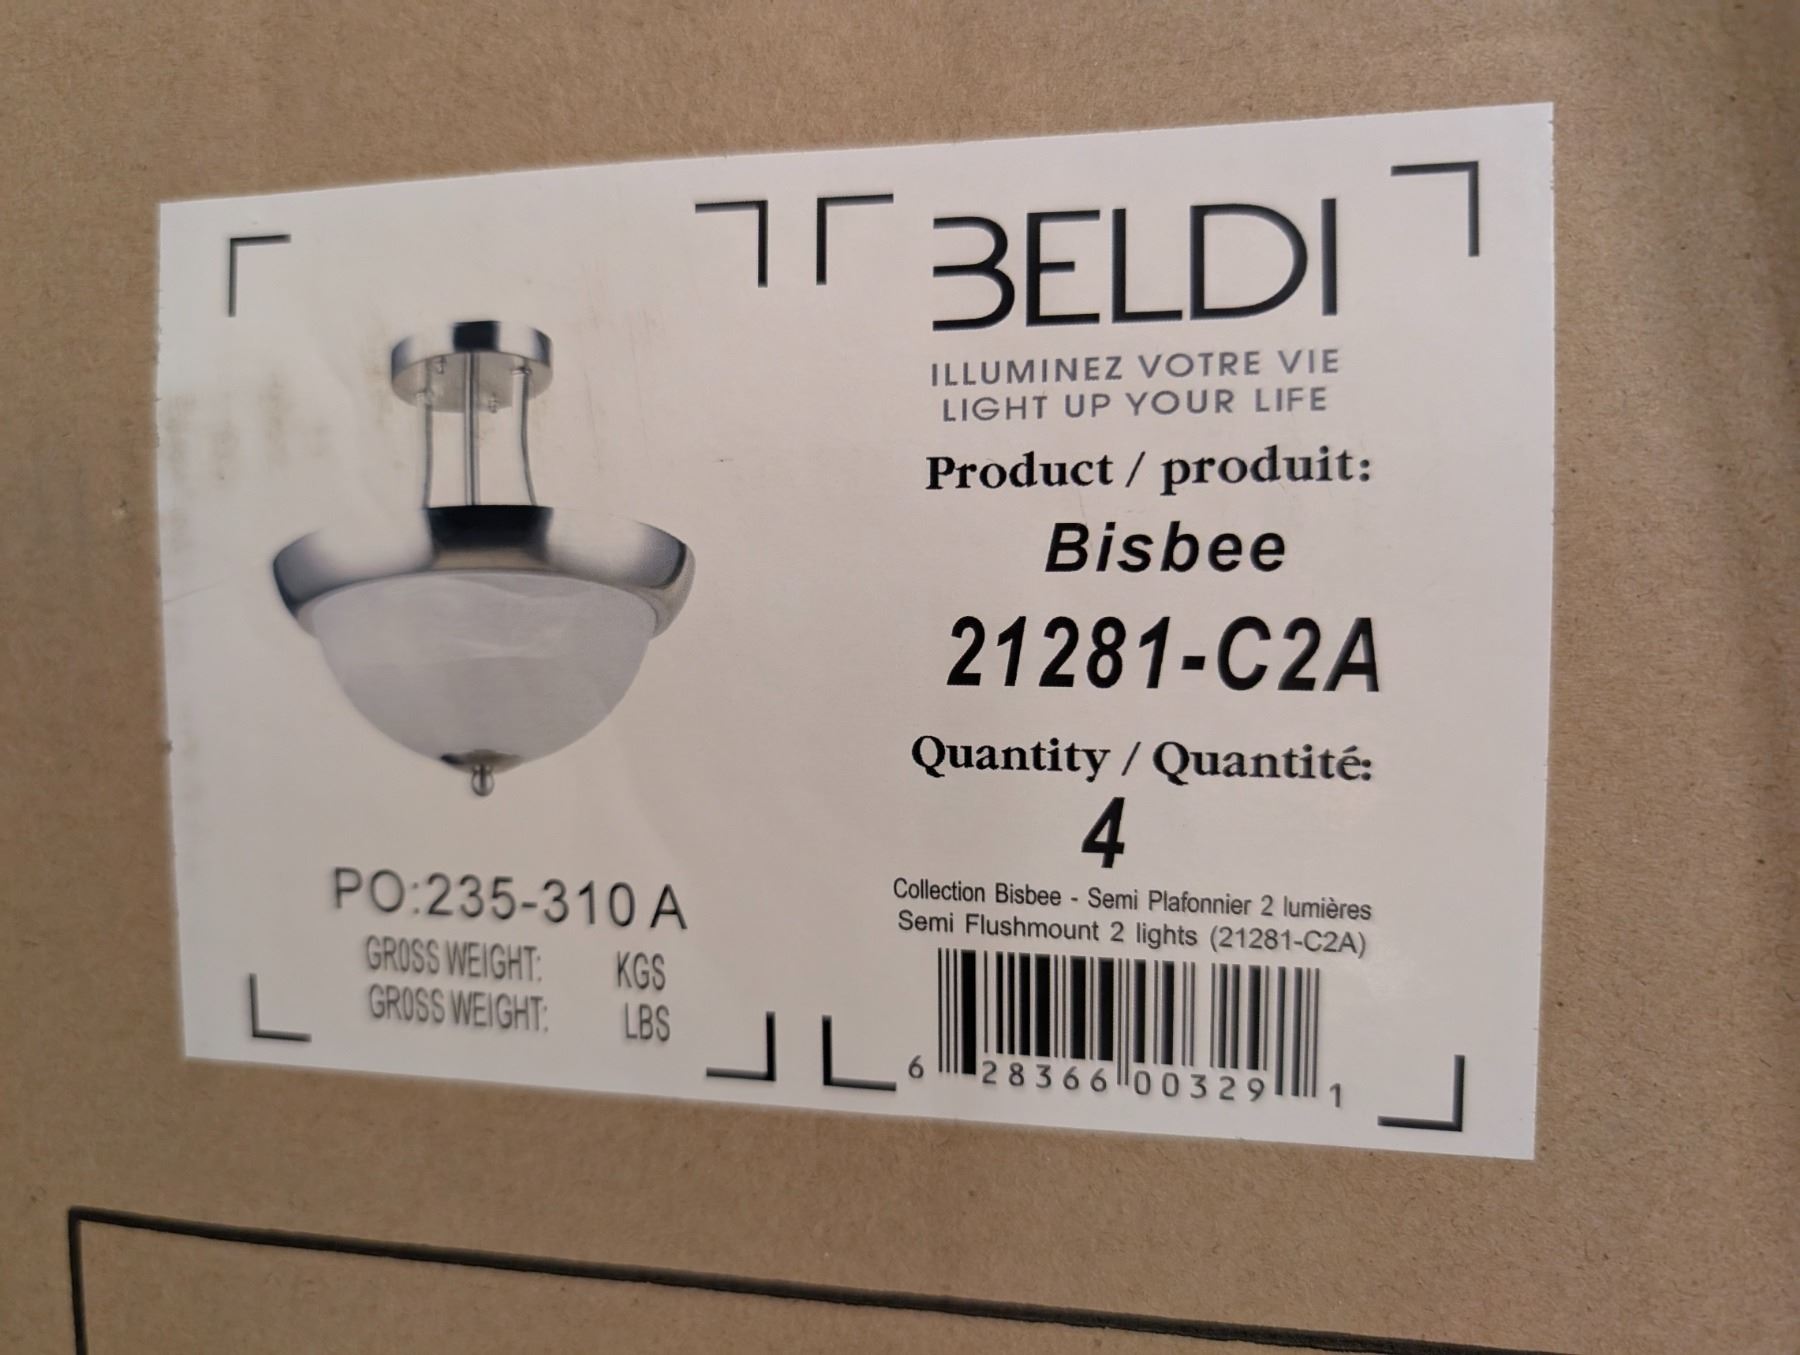 BELDI
ILLUMINEZ VOTRE VIE
LIGHT UP YOUR LIFE
Product / produit:
Bisbee
21281-C2A
Quantity / Quantité:
4
Collection Bisbee - Semi Plafonnier 2 lumières
Semi Flushmount 2 lights (21281-C2A)
6 28366 00329 1
PO:235-310 A
GROSS WEIGHT: KGS
GROSS WEIGHT: LBS